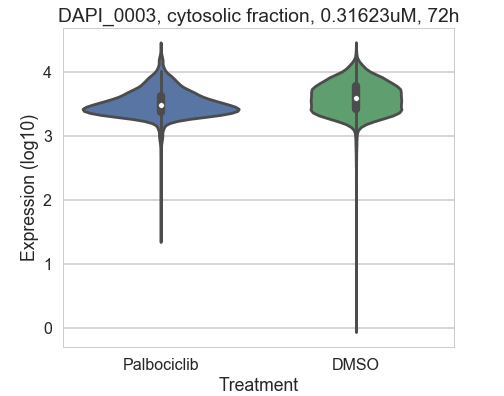 DAPI_0003, cytosolic fraction, 0.31623uM, 72h
Expression (log10)
4
3
2
1
0
Palbociclib DMSO
Treatment